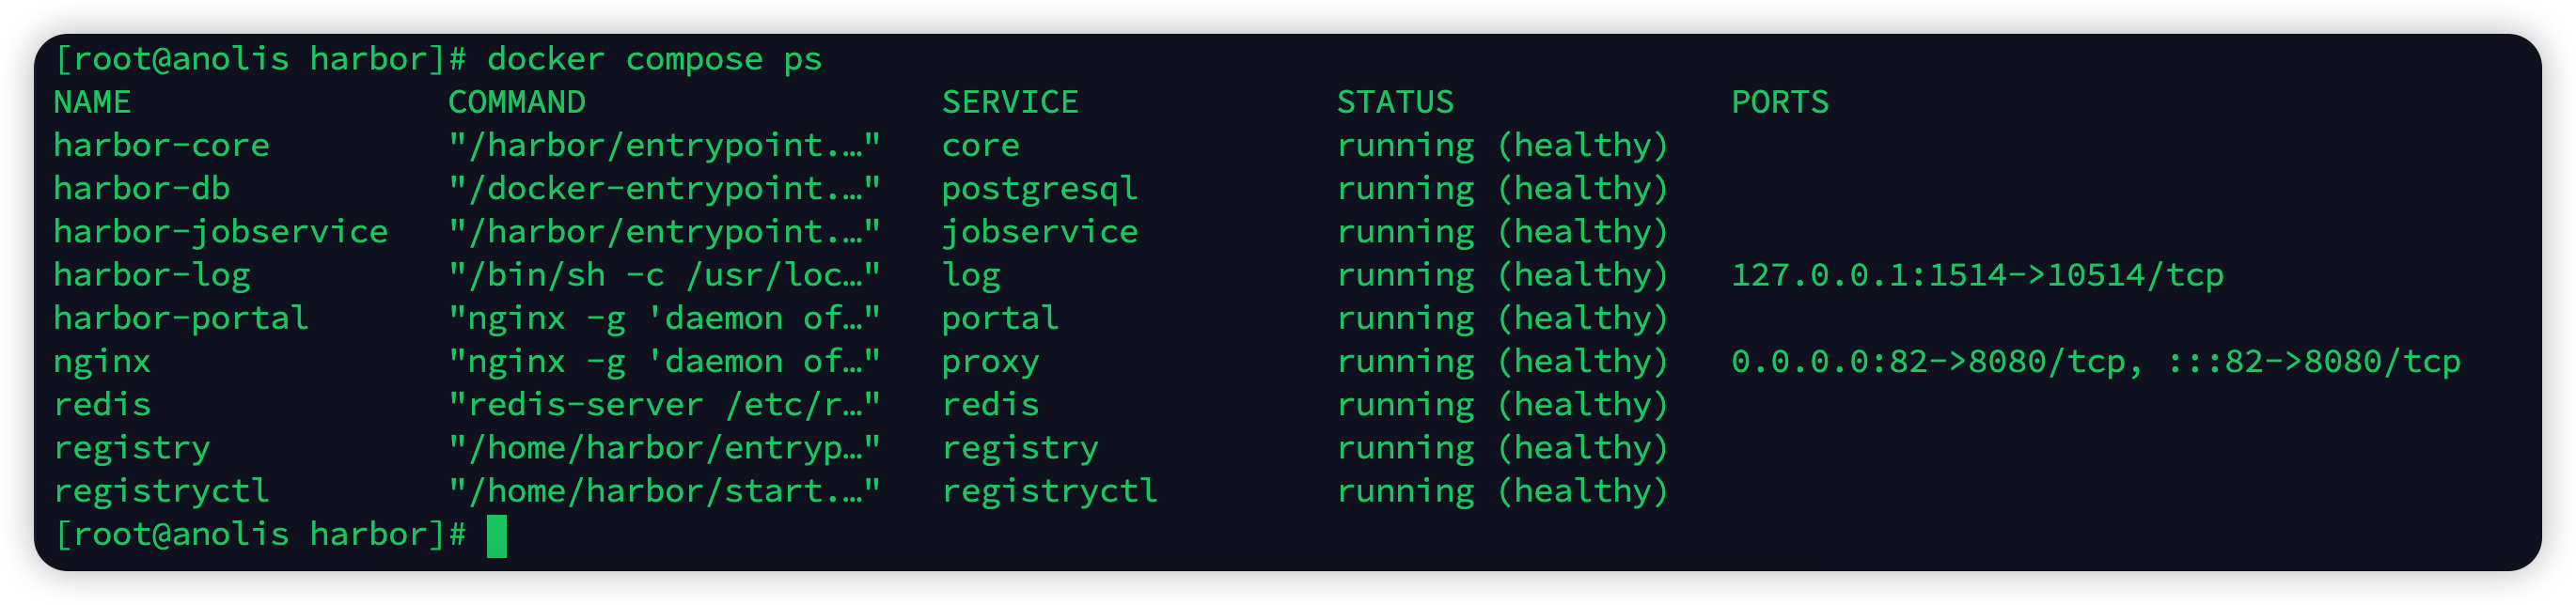 [root@anolis harbor]# docker compose ps
NAME                COMMAND                  SERVICE             STATUS              PORTS
harbor-core         "/harbor/entrypoint.…"   core                running (healthy)
harbor-db           "/docker-entrypoint.…"   postgresql          running (healthy)
harbor-jobservice   "/harbor/entrypoint.…"   jobservice          running (healthy)
harbor-log          "/bin/sh -c /usr/loc…"   log                 running (healthy)   127.0.0.1:1514->10514/tcp
harbor-portal       "nginx -g 'daemon of…"   portal              running (healthy)
nginx               "nginx -g 'daemon of…"   proxy               running (healthy)   0.0.0.0:82->8080/tcp, :::82->8080/tcp
redis               "redis-server /etc/r…"   redis               running (healthy)
registry            "/home/harbor/entryp…"   registry            running (healthy)
registryctl         "/home/harbor/start.…"   registryctl         running (healthy)
[root@anolis harbor]#